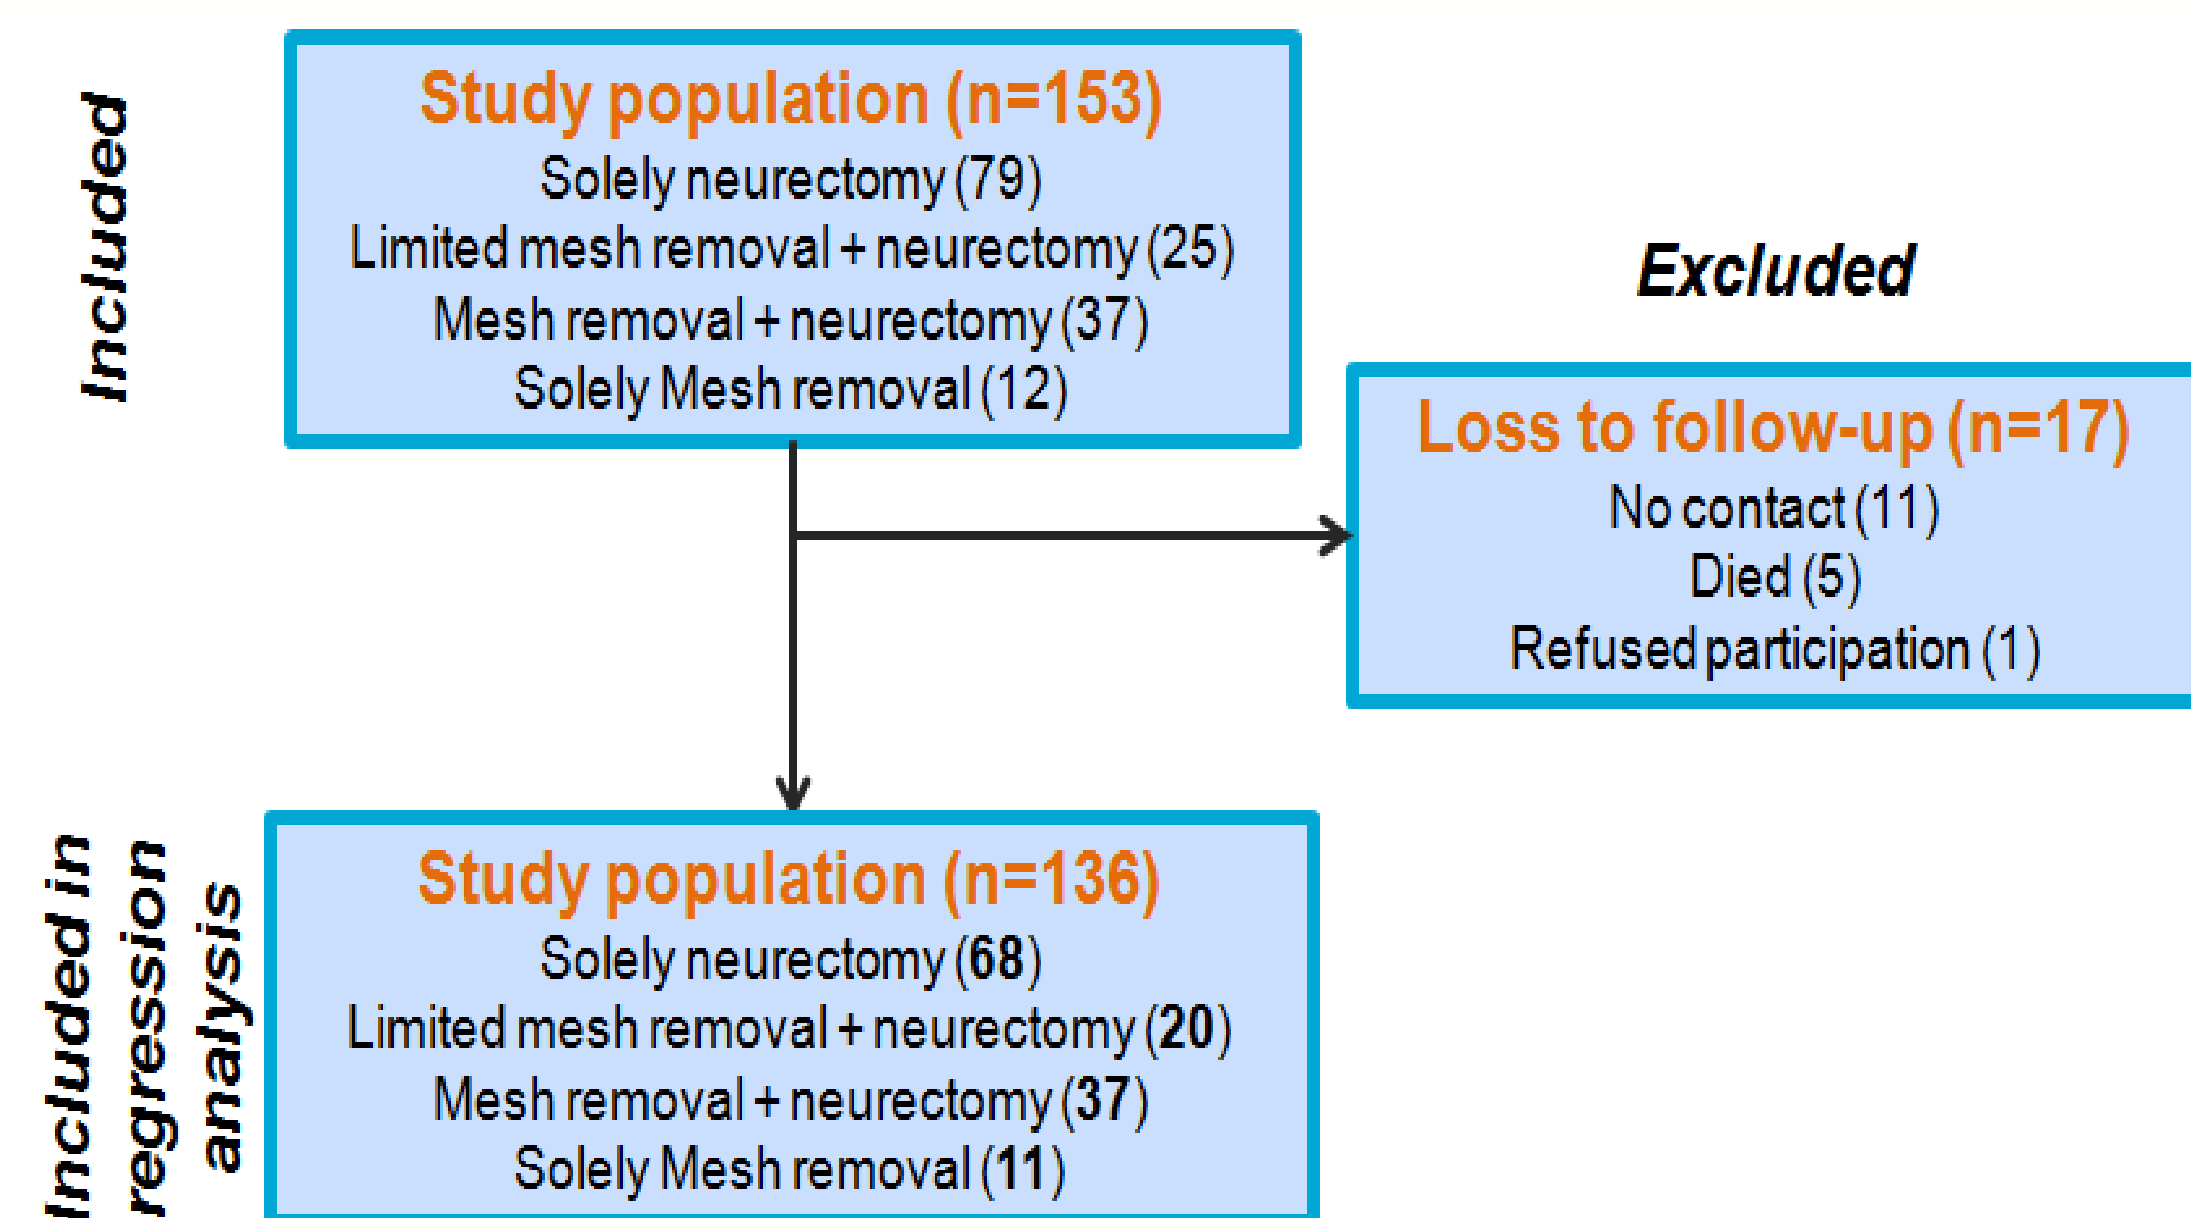 Included
Study population (n=153)
Solely neurectomy (79)
Limited mesh removal + neurectomy (25)
Mesh removal + neurectomy (37)
Solely Mesh removal (12)
Excluded
Loss to follow-up (n=17)
No contact (11)
Died (5)
Refused participation (1)
Included in
regression
analysis
Study population (n=136)
Solely neurectomy (68)
Limited mesh removal + neurectomy (20)
Mesh removal + neurectomy (37)
Solely Mesh removal (11)